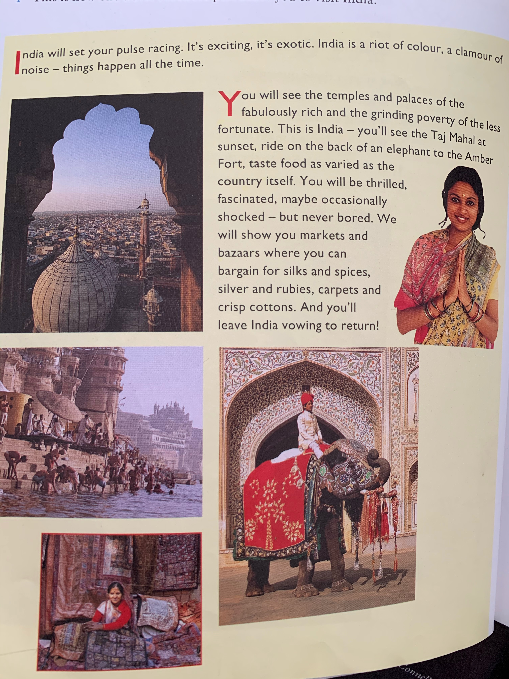 India will set your pulse racing. It's exciting, it's exotic. India is a riot of colour, a clamour of
noise – things happen all the time.
You will see the temples and palaces of the
fabulously rich and the grinding poverty of the less
fortunate. This is India – you'll see the Taj Mahal at
sunset, ride on the back of an elephant to the Amber
Fort, taste food as varied as the
country itself. You will be thrilled,
fascinated, maybe occasionally
shocked – but never bored. We
will show you markets and
bazaars where you can
bargain for silks and spices,
silver and rubies, carpets and
crisp cottons. And you'll
leave India vowing to return!